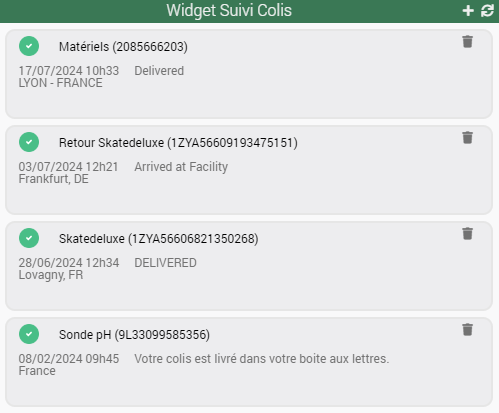 Widget Suivi Colis
Matériels (2085666203)
17/07/2024 10h33 Delivered
LYON - FRANCE
Retour Skatedeluxe (1ZYA56609193475151)
03/07/2024 12h21 Arrived at Facility
Frankfurt, DE
Skatedeluxe (1ZYA56606821350268)
28/06/2024 12h34 DELIVERED
Lovagny, FR
Sonde pH (9L33099585356)
08/02/2024 09h45 Votre colis est livré dans votre boite aux lettres.
France